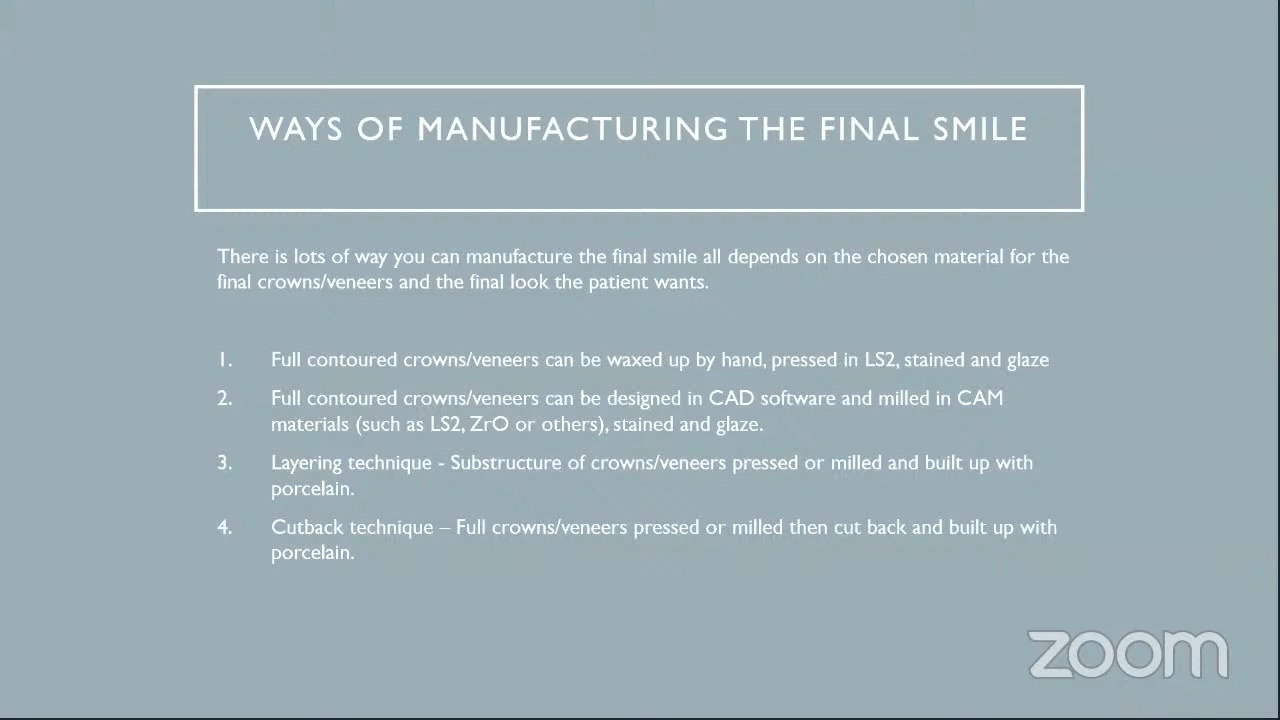 WAYS OF MANUFACTURING THE FINAL SMILE
There is lots of way you can manufacture the final smile all depends on the chosen material for the
final crowns/veneers and the final look the patient wants.
1. Full contoured crowns/veneers can be waxed up by hand, pressed in LS2, stained and glaze
2. Full contoured crowns/veneers can be designed in CAD software and milled in CAM
materials (such as LS2, ZrO or others), stained and glaze.
3. Layering technique - Substructure of crowns/veneers pressed or milled and built up with
porcelain.
4. Cutback technique – Full crowns/veneers pressed or milled then cut back and built up with
porcelain.
zoom